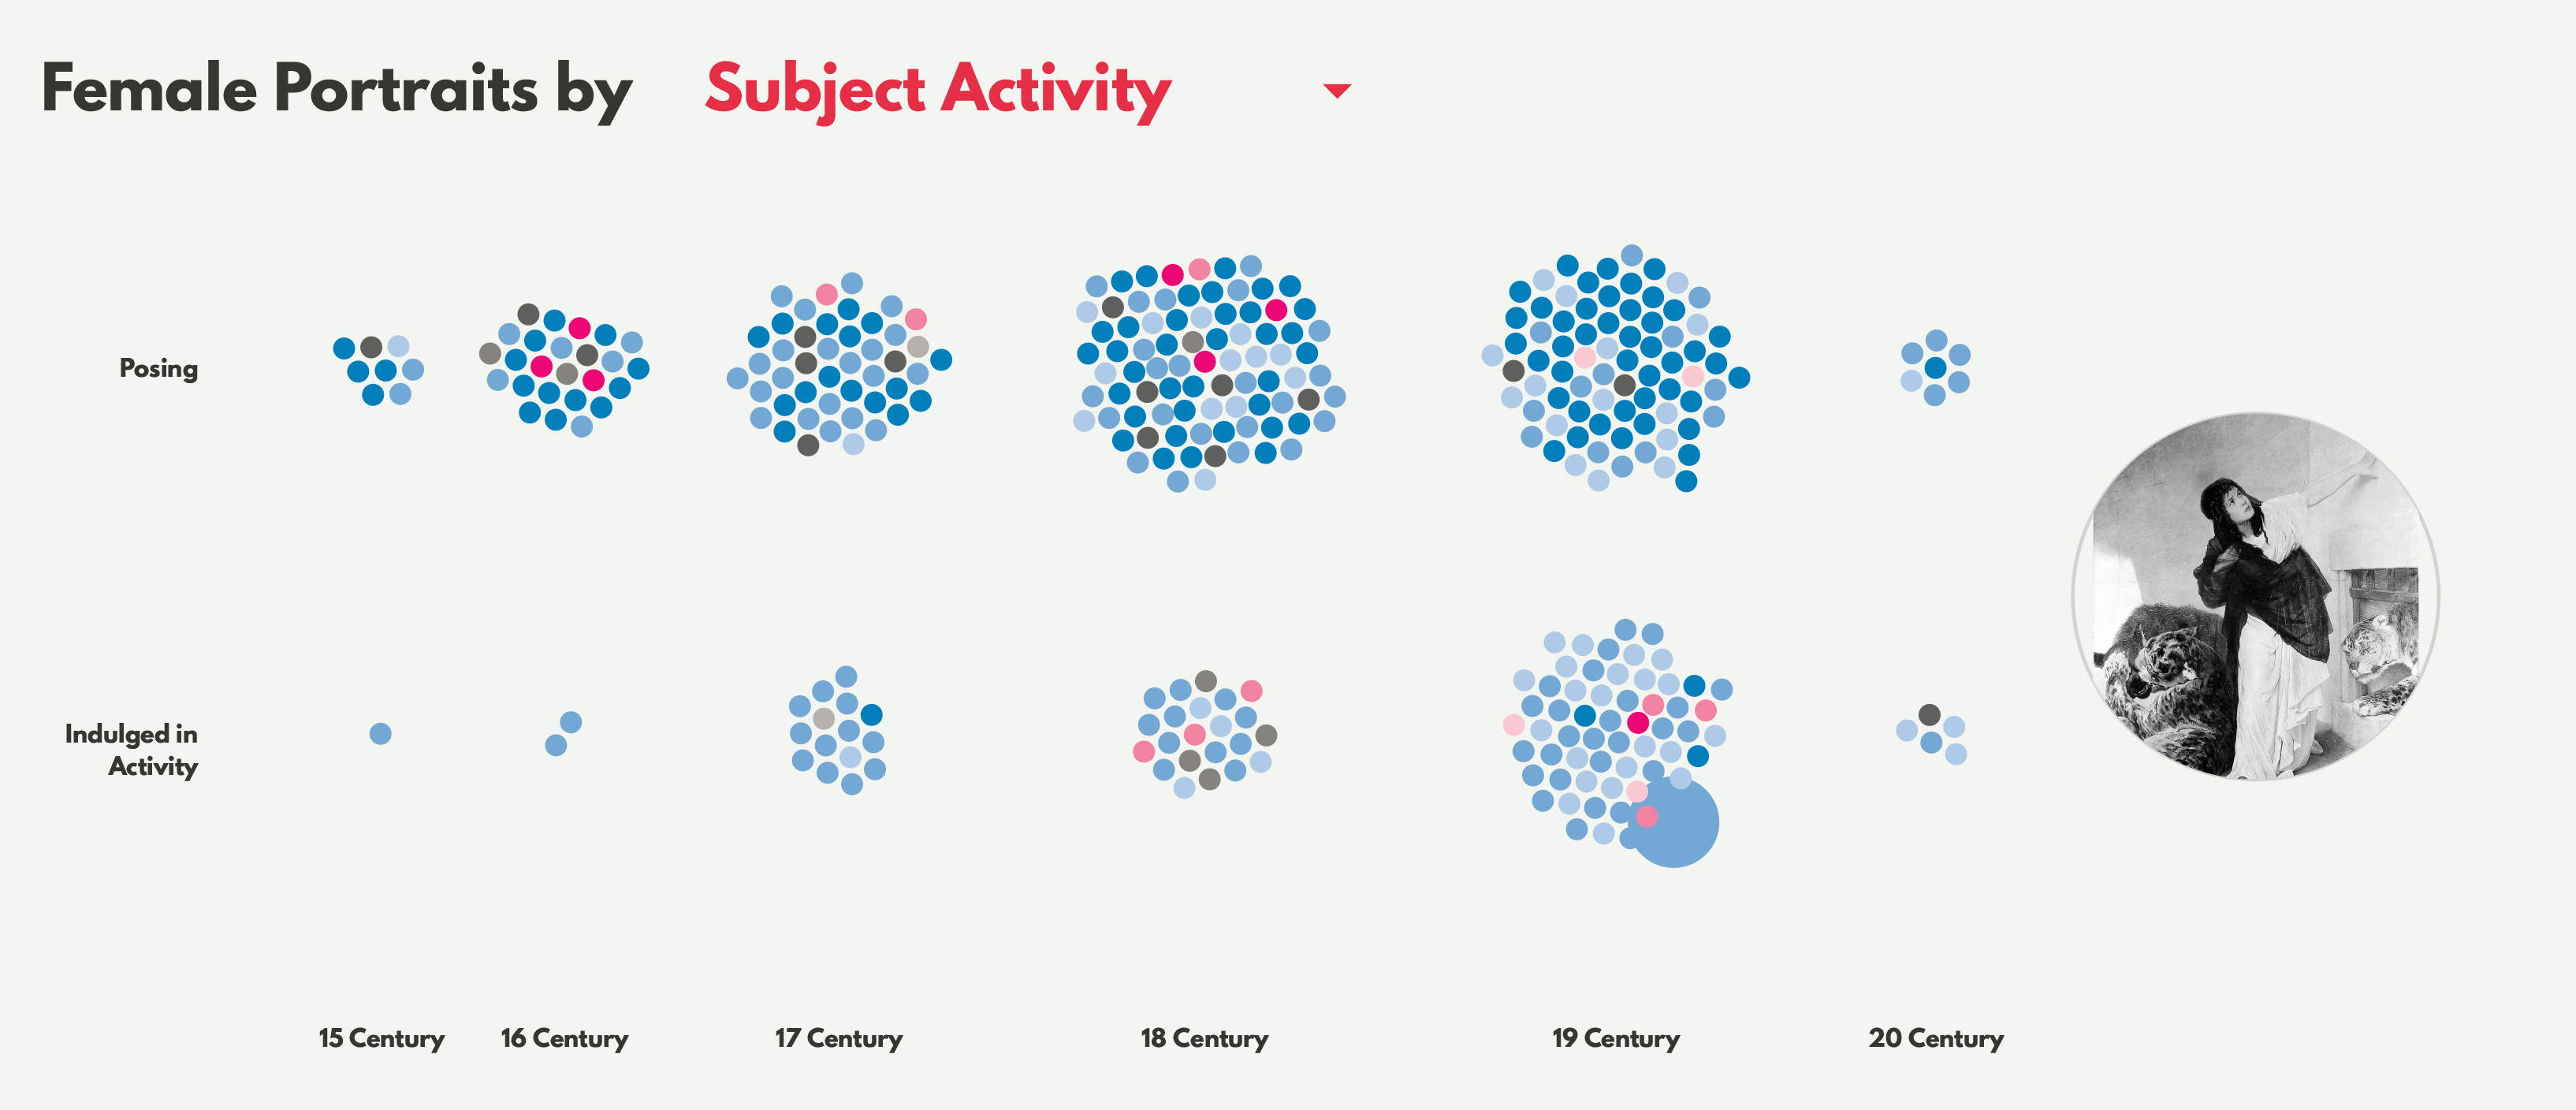 Female Portraits by Subject Activity
Posing
Indulged in
Activity
15 Century 16 Century 17 Century 18 Century 19 Century 20 Century